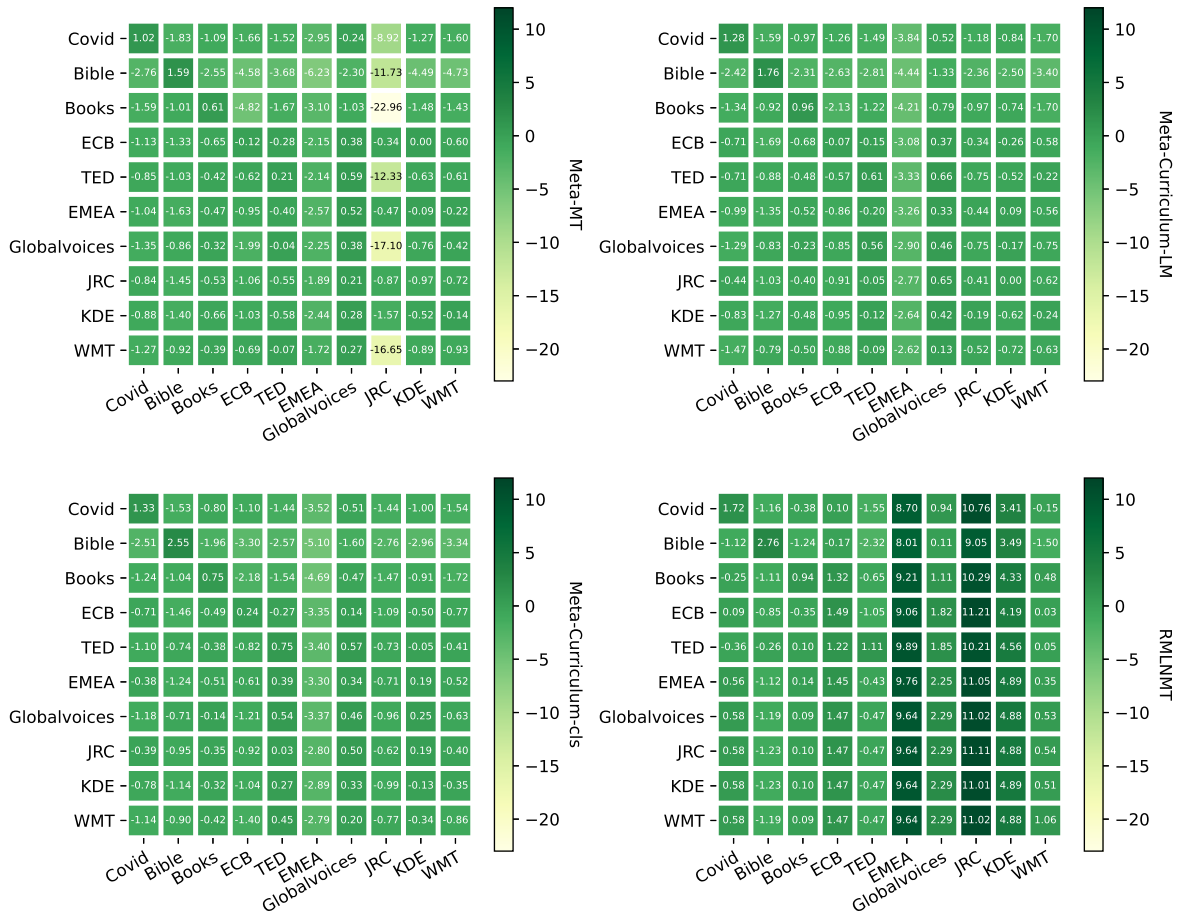 Covid 1.02 -1.83 -1.09 -1.66 -1.52 -2.95 -0.24 -8.92 -1.27 -1.60
Bible -2.76 1.59 -2.55 -4.58 -3.68 -6.23 -2.30 -11.73 -4.49 -4.73
Books -1.59 -1.01 0.61 -4.82 -1.67 -3.10 -1.03 -22.96 -1.48 -1.43
ECB -1.13 -1.33 -0.65 -0.12 -0.28 -2.15 0.38 -0.34 0.00 -0.60
TED -0.85 -1.03 -0.42 -0.62 0.21 -2.14 0.59 -12.33 -0.63 -0.61
EMEA -1.04 -1.63 -0.47 -0.95 -0.40 -2.57 0.52 -0.47 -0.09 -0.22
Globalvoices -1.35 -0.86 -0.32 -1.99 -0.04 -2.25 0.38 -17.10 -0.76 -0.42
JRC -0.84 -1.45 -0.53 -1.06 -0.55 -1.89 0.21 -0.87 -0.97 -0.72
KDE -0.88 -1.40 -0.66 -1.03 -0.58 -2.44 0.28 -1.57 -0.52 -0.14
WMT -1.27 -0.92 -0.39 -0.69 -0.07 -1.72 0.27 -16.65 -0.89 -0.93
Covid Bible Books ECB TED EMEA Globalvoices JRC KDE WMT
10
5
0
−5
−10
−15
−20
Meta-MT
Covid 1.28 -1.59 -0.97 -1.26 -1.49 -3.84 -0.52 -1.18 -0.84 -1.70
Bible -2.42 1.76 -2.31 -2.63 -2.81 -4.44 -1.33 -2.36 -2.50 -3.40
Books -1.34 -0.92 0.96 -2.13 -1.22 -4.21 -0.79 -0.97 -0.74 -1.70
ECB -0.71 -1.69 -0.68 -0.07 -0.15 -3.08 0.37 -0.34 -0.26 -0.58
TED -0.71 -0.88 -0.48 -0.57 0.61 -3.33 0.66 -0.75 -0.52 -0.22
EMEA -0.99 -1.35 -0.52 -0.86 -0.20 -3.26 0.33 -0.44 0.09 -0.56
Globalvoices -1.29 -0.83 -0.23 -0.85 0.56 -2.90 0.46 -0.75 -0.17 -0.75
JRC -0.44 -1.03 -0.40 -0.91 -0.05 -2.77 0.65 -0.41 0.00 -0.62
KDE -0.83 -1.27 -0.48 -0.95 -0.12 -2.64 0.42 -0.19 -0.62 -0.24
WMT -1.47 -0.79 -0.50 -0.88 -0.09 -2.62 0.13 -0.52 -0.72 -0.63
Covid Bible Books ECB TED EMEA Globalvoices JRC KDE WMT
10
5
0
−5
−10
−15
−20
Meta-Curriculum-LM
Covid 1.33 -1.53 -0.80 -1.10 -1.44 -3.52 -0.51 -1.44 -1.00 -1.54
Bible -2.51 2.55 -1.96 -3.30 -2.57 -5.10 -1.60 -2.76 -2.96 -3.34
Books -1.24 -1.04 0.75 -2.18 -1.54 -4.69 -0.47 -1.47 -0.91 -1.72
ECB -0.71 -1.46 -0.49 0.24 -0.27 -3.35 0.14 -1.09 -0.50 -0.77
TED -1.10 -0.74 -0.38 -0.82 0.75 -3.40 0.57 -0.73 -0.05 -0.41
EMEA -0.38 -1.24 -0.51 -0.61 0.39 -3.30 0.34 -0.71 0.19 -0.52
Globalvoices -1.18 -0.71 -0.14 -1.21 0.54 -3.37 0.46 -0.96 0.25 -0.63
JRC -0.39 -0.95 -0.35 -0.92 0.03 -2.80 0.50 -0.62 0.19 -0.40
KDE -0.78 -1.14 -0.32 -1.04 0.27 -2.89 0.33 -0.99 -0.13 -0.35
WMT -1.14 -0.90 -0.42 -1.40 0.45 -2.79 0.20 -0.77 -0.34 -0.86
Covid Bible Books ECB TED EMEA Globalvoices JRC KDE WMT
10
5
0
−5
−10
−15
−20
Meta-Curriculum-cls
Covid 1.72 -1.16 -0.38 0.10 -1.55 8.70 0.94 10.76 3.41 -0.15
Bible -1.12 2.76 -1.24 -0.17 -2.32 8.01 0.11 9.05 3.49 -1.50
Books -0.25 -1.11 0.94 1.32 -0.65 9.21 1.11 10.29 4.33 0.48
ECB 0.09 -0.85 -0.35 1.49 -1.05 9.06 1.82 11.21 4.19 0.03
TED -0.36 -0.26 0.10 1.22 1.11 9.89 1.85 10.21 4.56 0.05
EMEA 0.56 -1.12 0.14 1.45 -0.43 9.76 2.25 11.05 4.89 0.35
Globalvoices 0.58 -1.19 0.09 1.47 -0.47 9.64 2.29 11.02 4.88 0.53
JRC 0.58 -1.23 0.10 1.47 -0.47 9.64 2.29 11.11 4.88 0.54
KDE 0.58 -1.23 0.10 1.47 -0.47 9.64 2.29 11.01 4.89 0.51
WMT 0.58 -1.19 0.09 1.47 -0.47 9.64 2.29 11.02 4.88 1.06
Covid Bible Books ECB TED EMEA Globalvoices JRC KDE WMT
10
5
0
−5
−10
−15
−20
RMLNMT